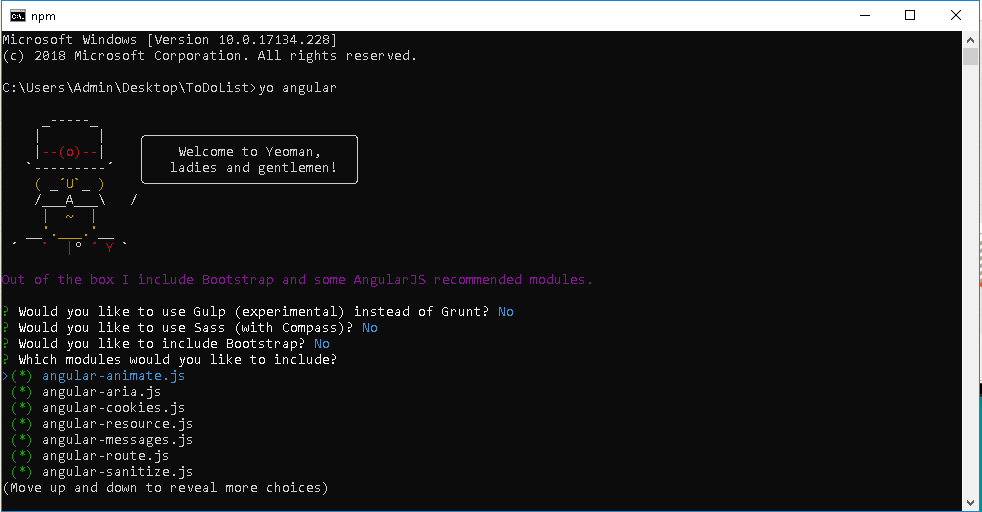 npm
Microsoft Windows [Version 10.0.17134.228]
(c) 2018 Microsoft Corporation. All rights reserved.
C:\Users\Admin\Desktop\ToDoList>yo angular
     _-----_
    |       |
    |--(o)--|
   `---------´
    ( _´U`_ )
    /___A___\   /
     |  ~  |
   __'.___.'__
 ´   `  |° ´ Y `
Welcome to Yeoman,
ladies and gentlemen!
Out of the box I include Bootstrap and some AngularJS recommended modules.
? Would you like to use Gulp (experimental) instead of Grunt? No
? Would you like to use Sass (with Compass)? No
? Would you like to include Bootstrap? No
? Which modules would you like to include?
>(*) angular-animate.js
 (*) angular-aria.js
 (*) angular-cookies.js
 (*) angular-resource.js
 (*) angular-messages.js
 (*) angular-route.js
 (*) angular-sanitize.js
(Move up and down to reveal more choices)